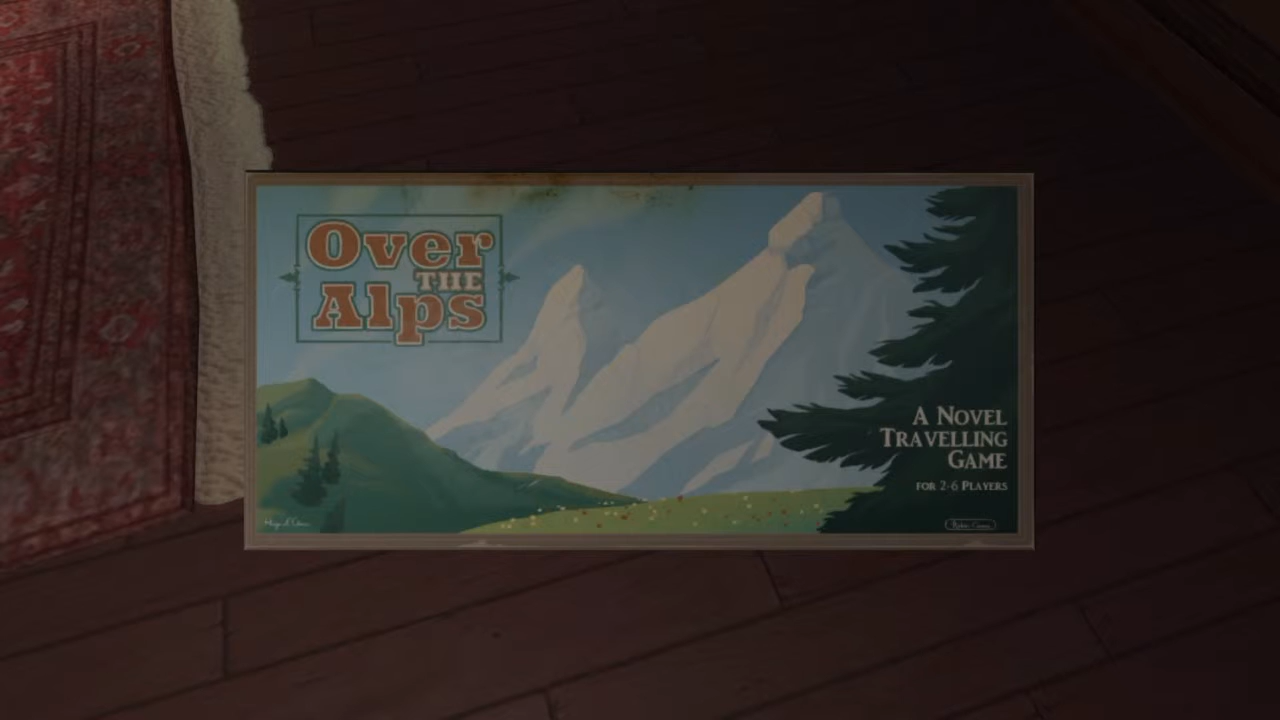 Over
THE
Alps
A NOVEL
TRAVELLING
GAME
FOR 2-6 PLAYERS